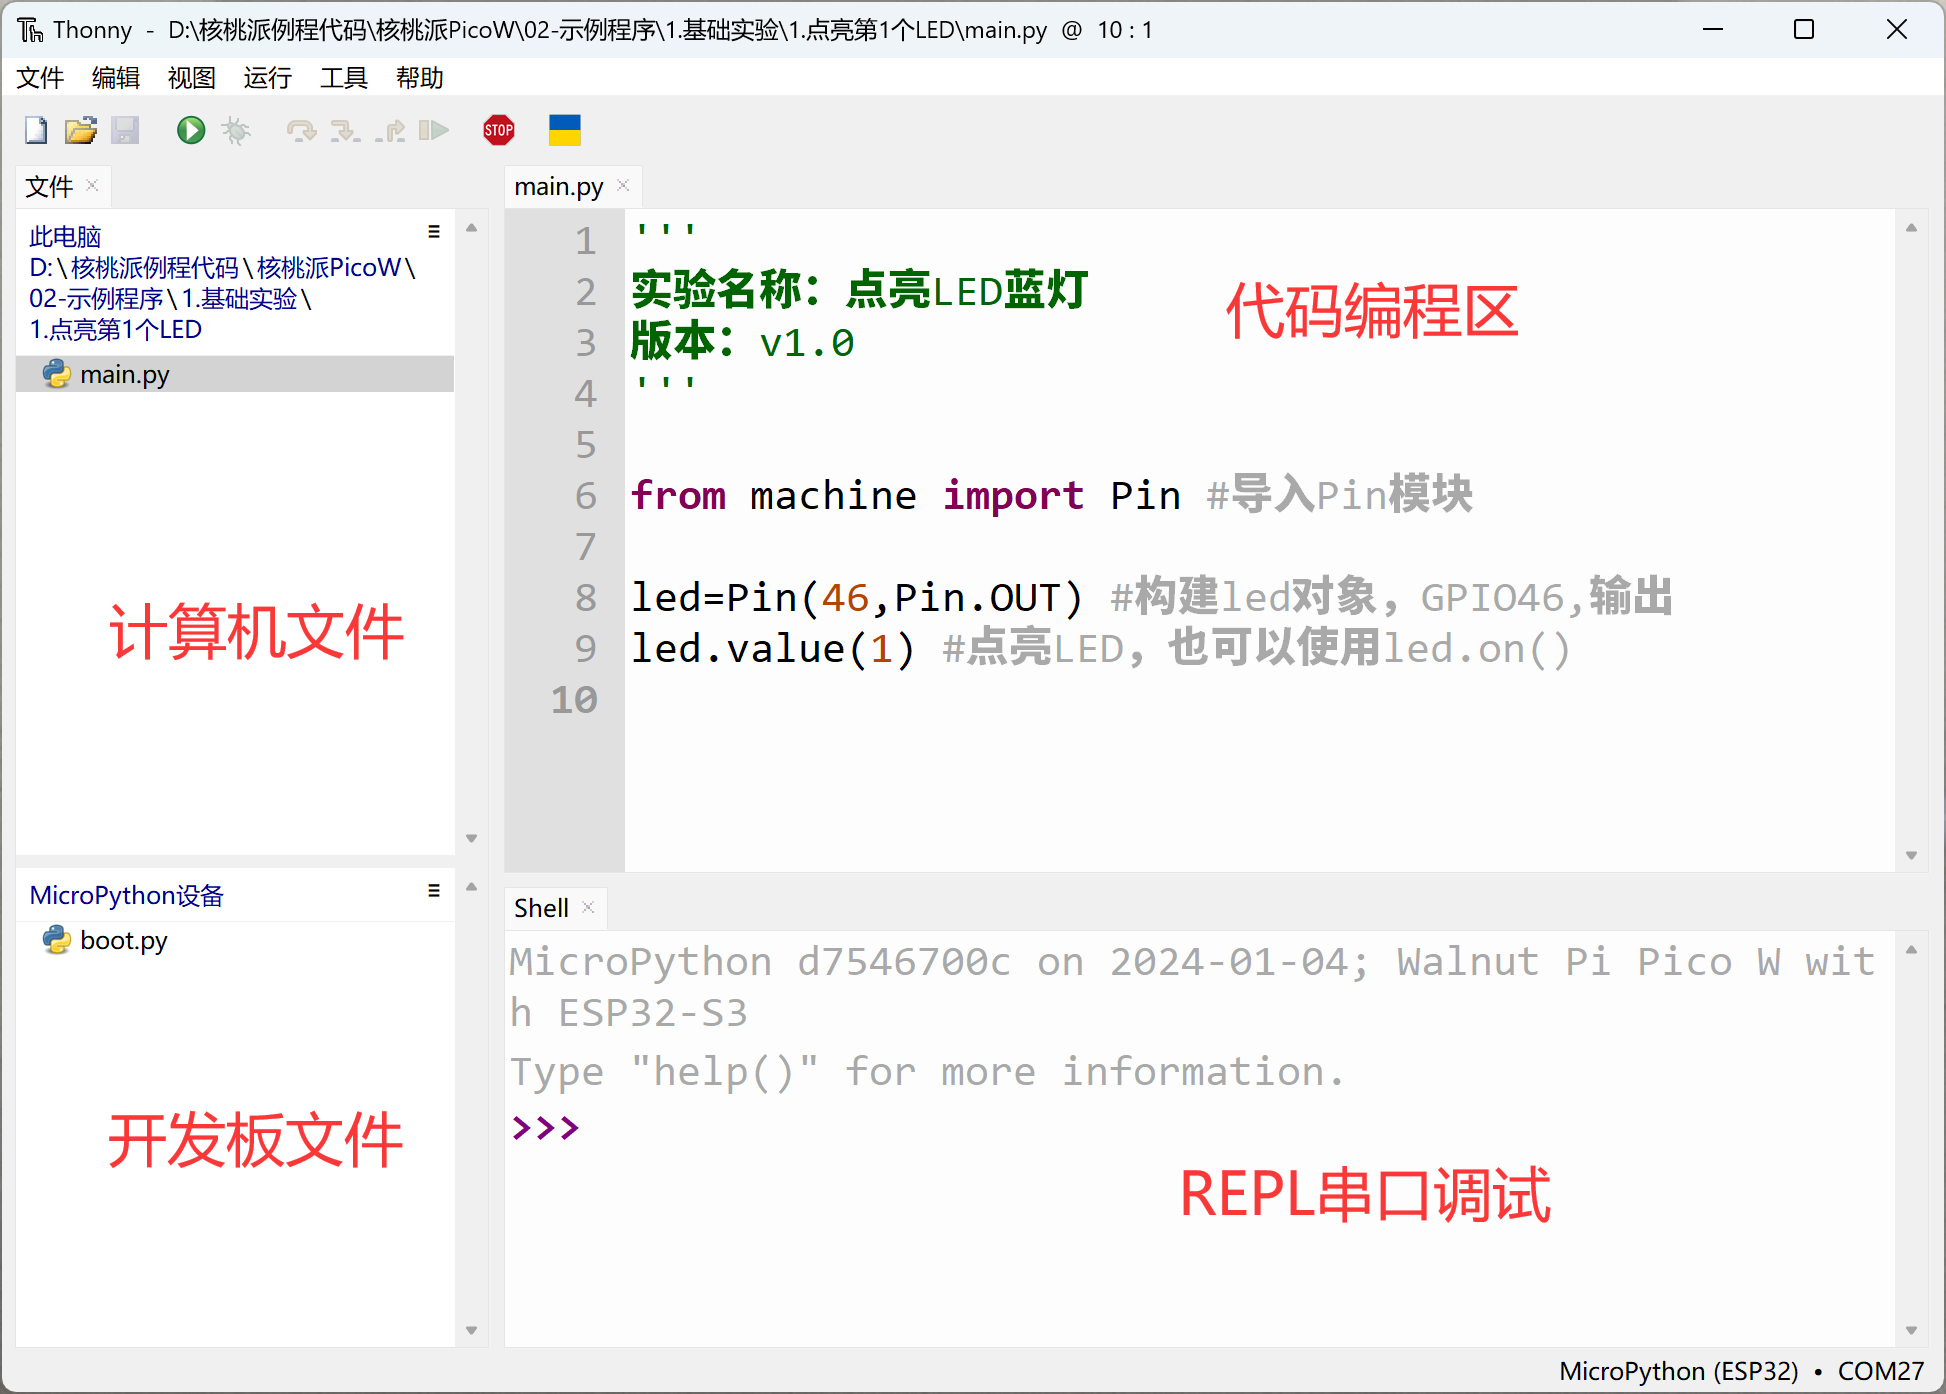 Thonny - D:\核桃派例程代码\核桃派PicoW\02-示例程序\1.基础实验\1.点亮第1个LED\main.py @ 10 : 1
文件 编辑 视图 运行 工具 帮助
STOP
文件
此电脑
D:\核桃派例程代码\核桃派PicoW\
02-示例程序\1.基础实验\
1.点亮第1个LED
main.py
计算机文件
MicroPython设备
boot.py
开发板文件
main.py
1 '''
2 实验名称：点亮LED蓝灯
3 版本：v1.0
4 '''
5
6 from machine import Pin #导入Pin模块
7
8 led=Pin(46,Pin.OUT) #构建led对象，GPIO46,输出
9 led.value(1) #点亮LED，也可以使用led.on()
10
代码编程区
Shell
MicroPython d7546700c on 2024-01-04; Walnut Pi Pico W wit
h ESP32-S3
Type "help()" for more information.
>>>
REPL串口调试
MicroPython (ESP32) • COM27